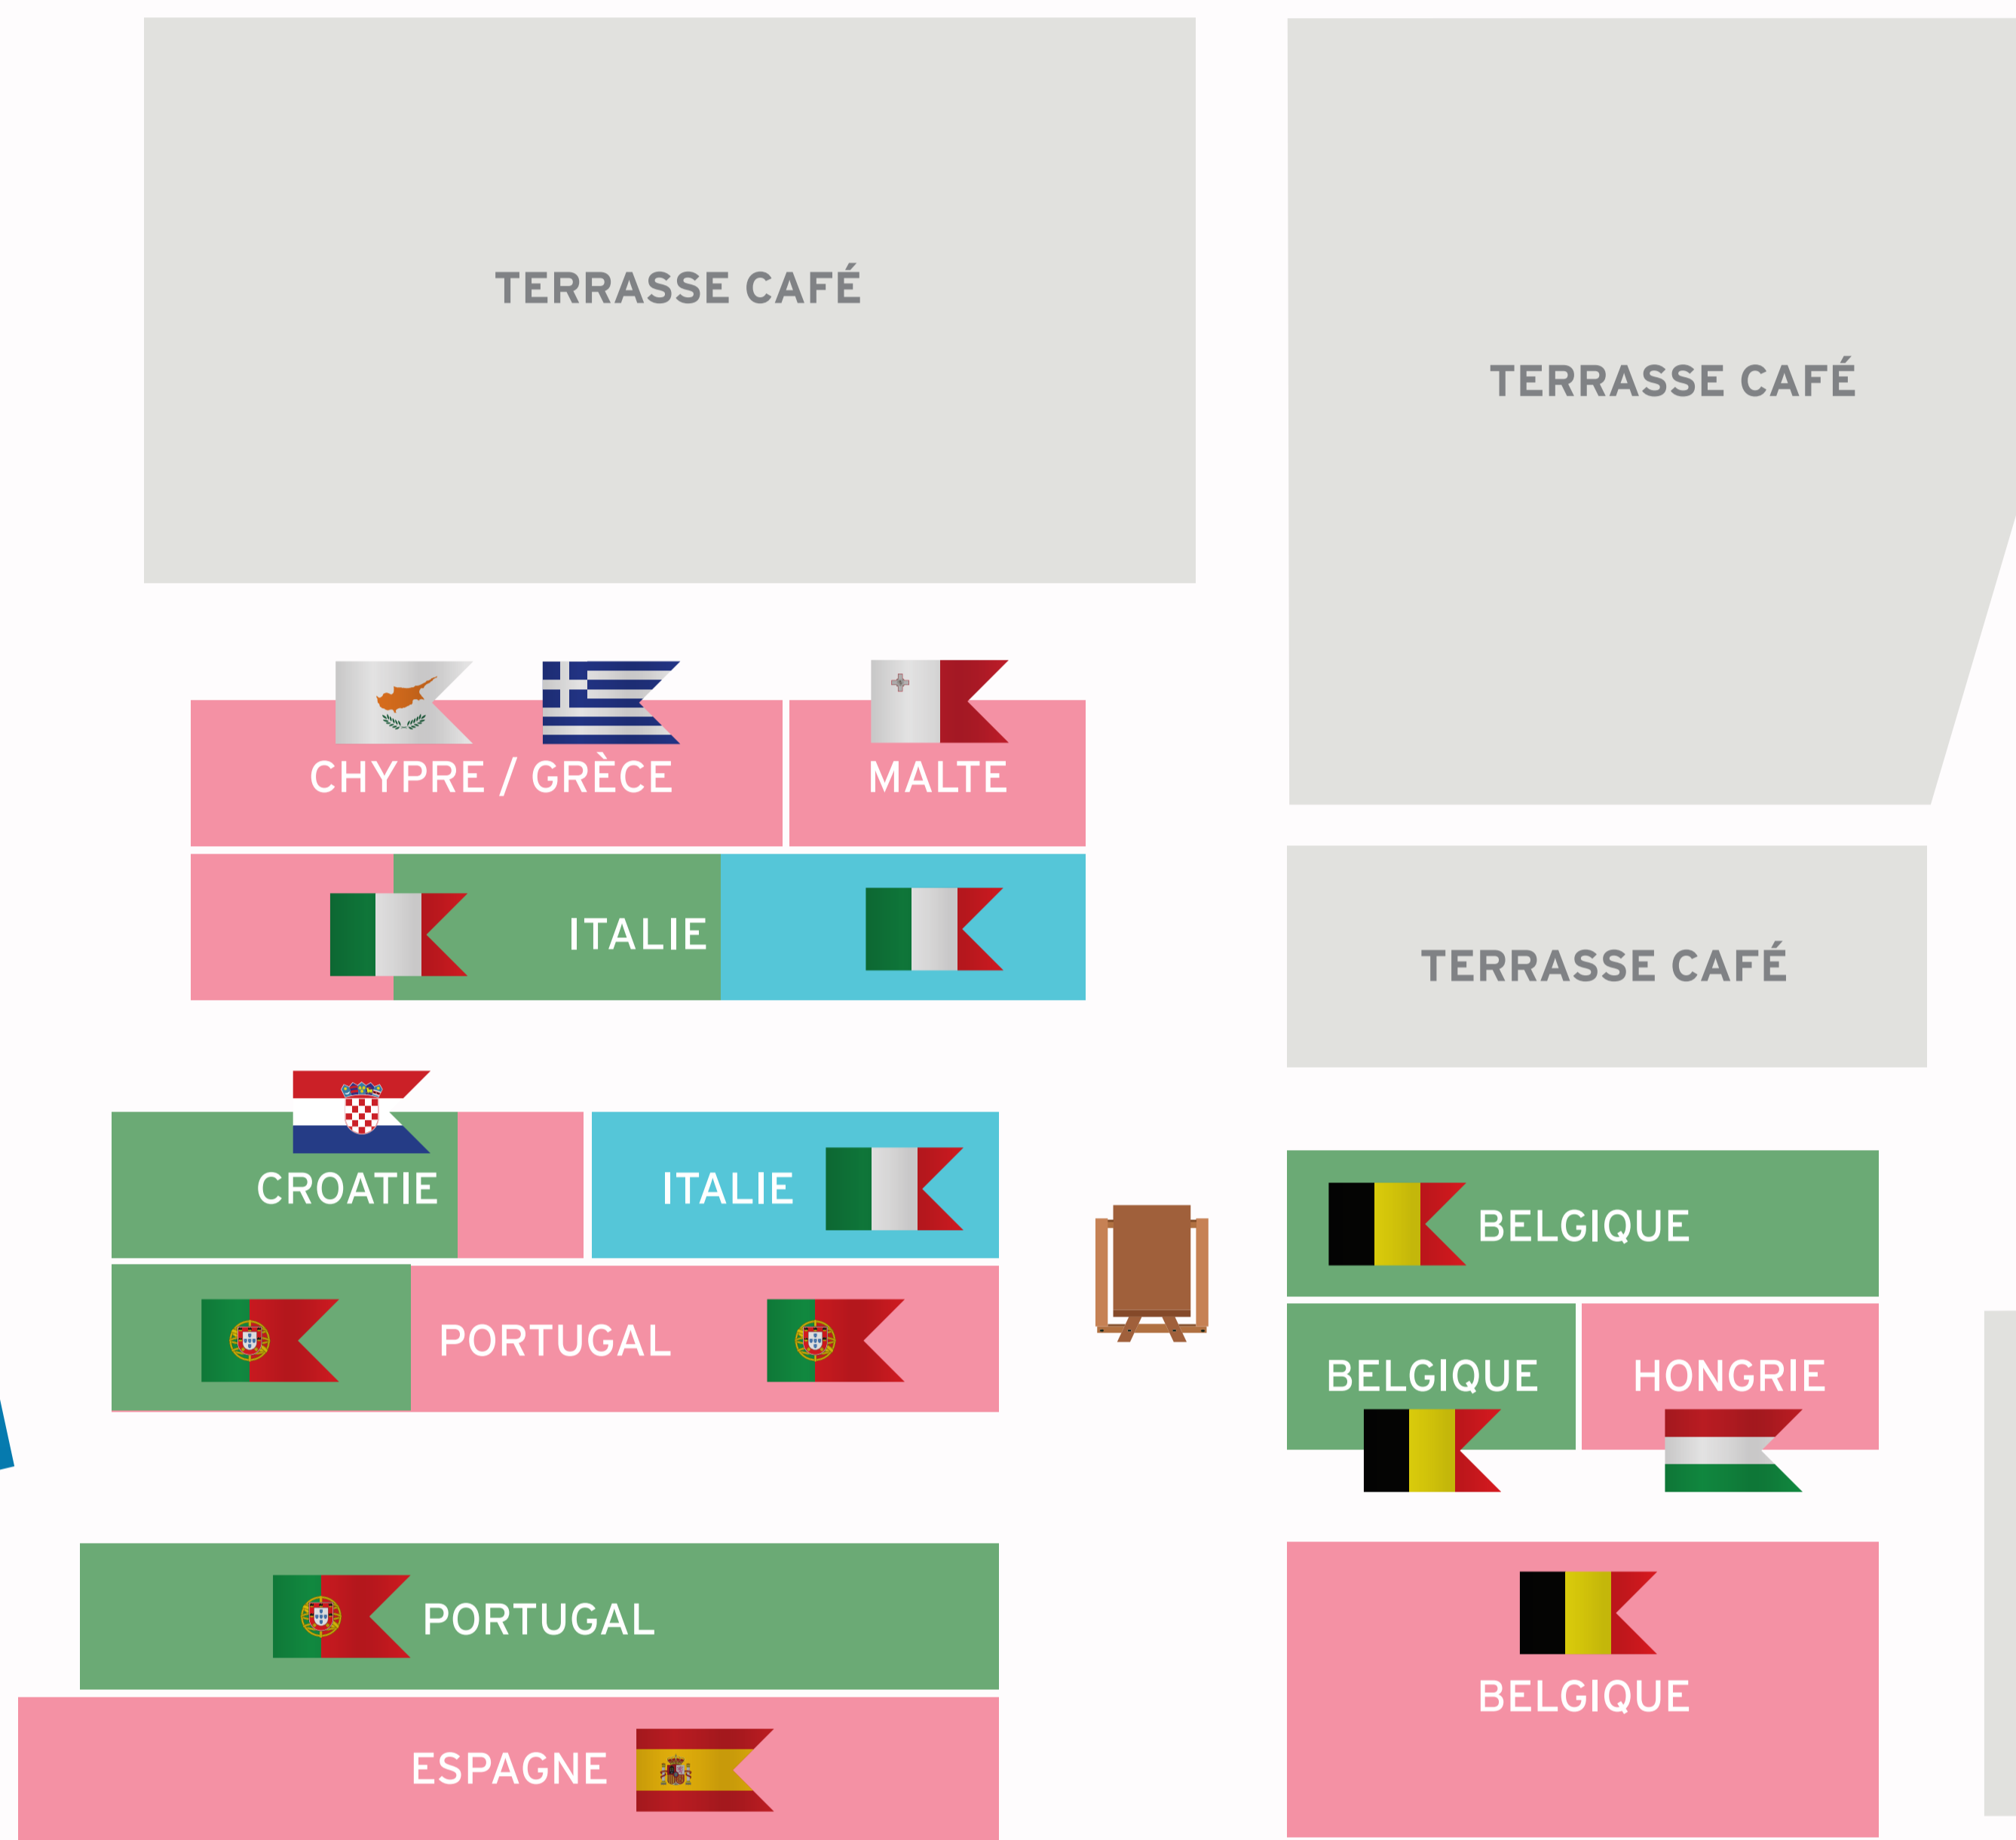 TERRASSE CAFÉ
TERRASSE CAFÉ
CHYPRE / GRÈCE
MALTE
ITALIE
TERRASSE CAFÉ
CROATIE
ITALIE
BELGIQUE
PORTUGAL
BELGIQUE
HONGRIE
PORTUGAL
BELGIQUE
ESPAGNE